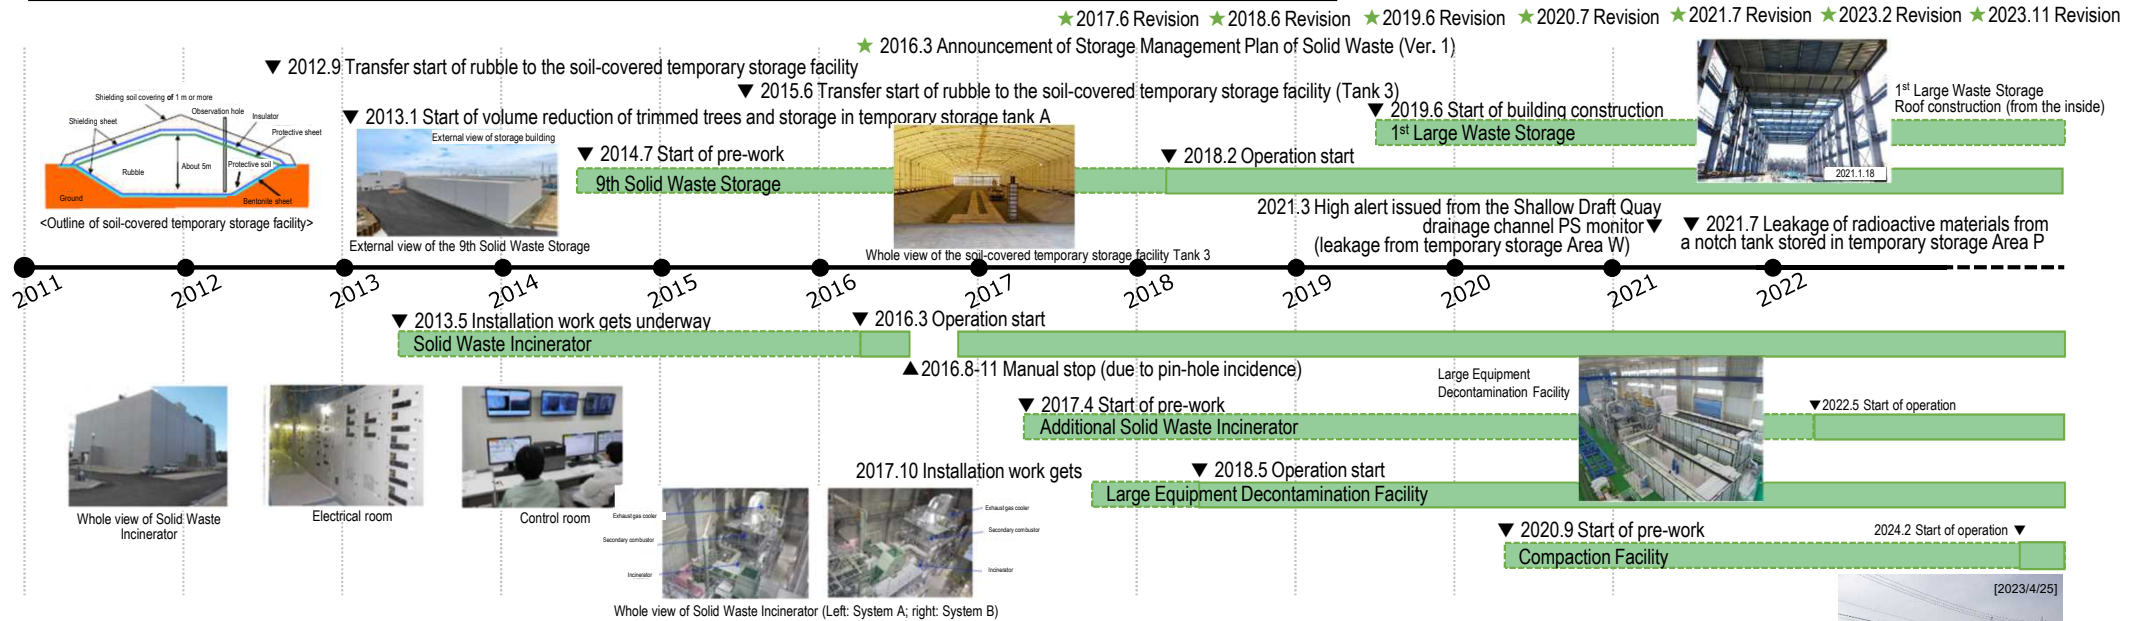 ★2017.6 Revision ★2018.6 Revision ★2019.6 Revision ★2020.7 Revision ★2021.7 Revision ★2023.2 Revision ★2023.11 Revision
★ 2016.3 Announcement of Storage Management Plan of Solid Waste (Ver. 1)
▼ 2012.9 Transfer start of rubble to the soil-covered temporary storage facility
▼ 2015.6 Transfer start of rubble to the soil-covered temporary storage facility (Tank 3)
▼ 2013.1 Start of volume reduction of trimmed trees and storage in temporary storage tank A
▼ 2019.6 Start of building construction
1st Large Waste Storage
1st Large Waste Storage
Roof construction (from the inside)
2021.1.18
Shielding soil covering of 1 m or more
Observation hole
Shielding sheet
Insulator
Protective sheet
About 5m
Protective soil
Rubble
Ground
Bentonite sheet
<Outline of soil-covered temporary storage facility>
External view of storage building
External view of the 9th Solid Waste Storage
▼ 2014.7 Start of pre-work
9th Solid Waste Storage
▼ 2018.2 Operation start
Whole view of the soil-covered temporary storage facility Tank 3
2021.3 High alert issued from the Shallow Draft Quay
drainage channel PS monitor▼
(leakage from temporary storage Area W)
▼ 2021.7 Leakage of radioactive materials from
a notch tank stored in temporary storage Area P
2011
2012
2013
2014
2015
2016
2017
2018
2019
2020
2021
2022
▼ 2013.5 Installation work gets underway
Solid Waste Incinerator
▼ 2016.3 Operation start
▲2016.8-11 Manual stop (due to pin-hole incidence)
Large Equipment
Decontamination Facility
▼ 2017.4 Start of pre-work
Additional Solid Waste Incinerator
▼2022.5 Start of operation
2017.10 Installation work gets
▼ 2018.5 Operation start
Large Equipment Decontamination Facility
▼ 2020.9 Start of pre-work
Compaction Facility
2024.2 Start of operation ▼
Whole view of Solid Waste
Incinerator
Electrical room
Control room
Exhaust gas cooler
Secondary combustor
Incinerator
Exhaust gas cooler
Secondary combustor
Incinerator
Whole view of Solid Waste Incinerator (Left: System A; right: System B)
[2023/4/25]